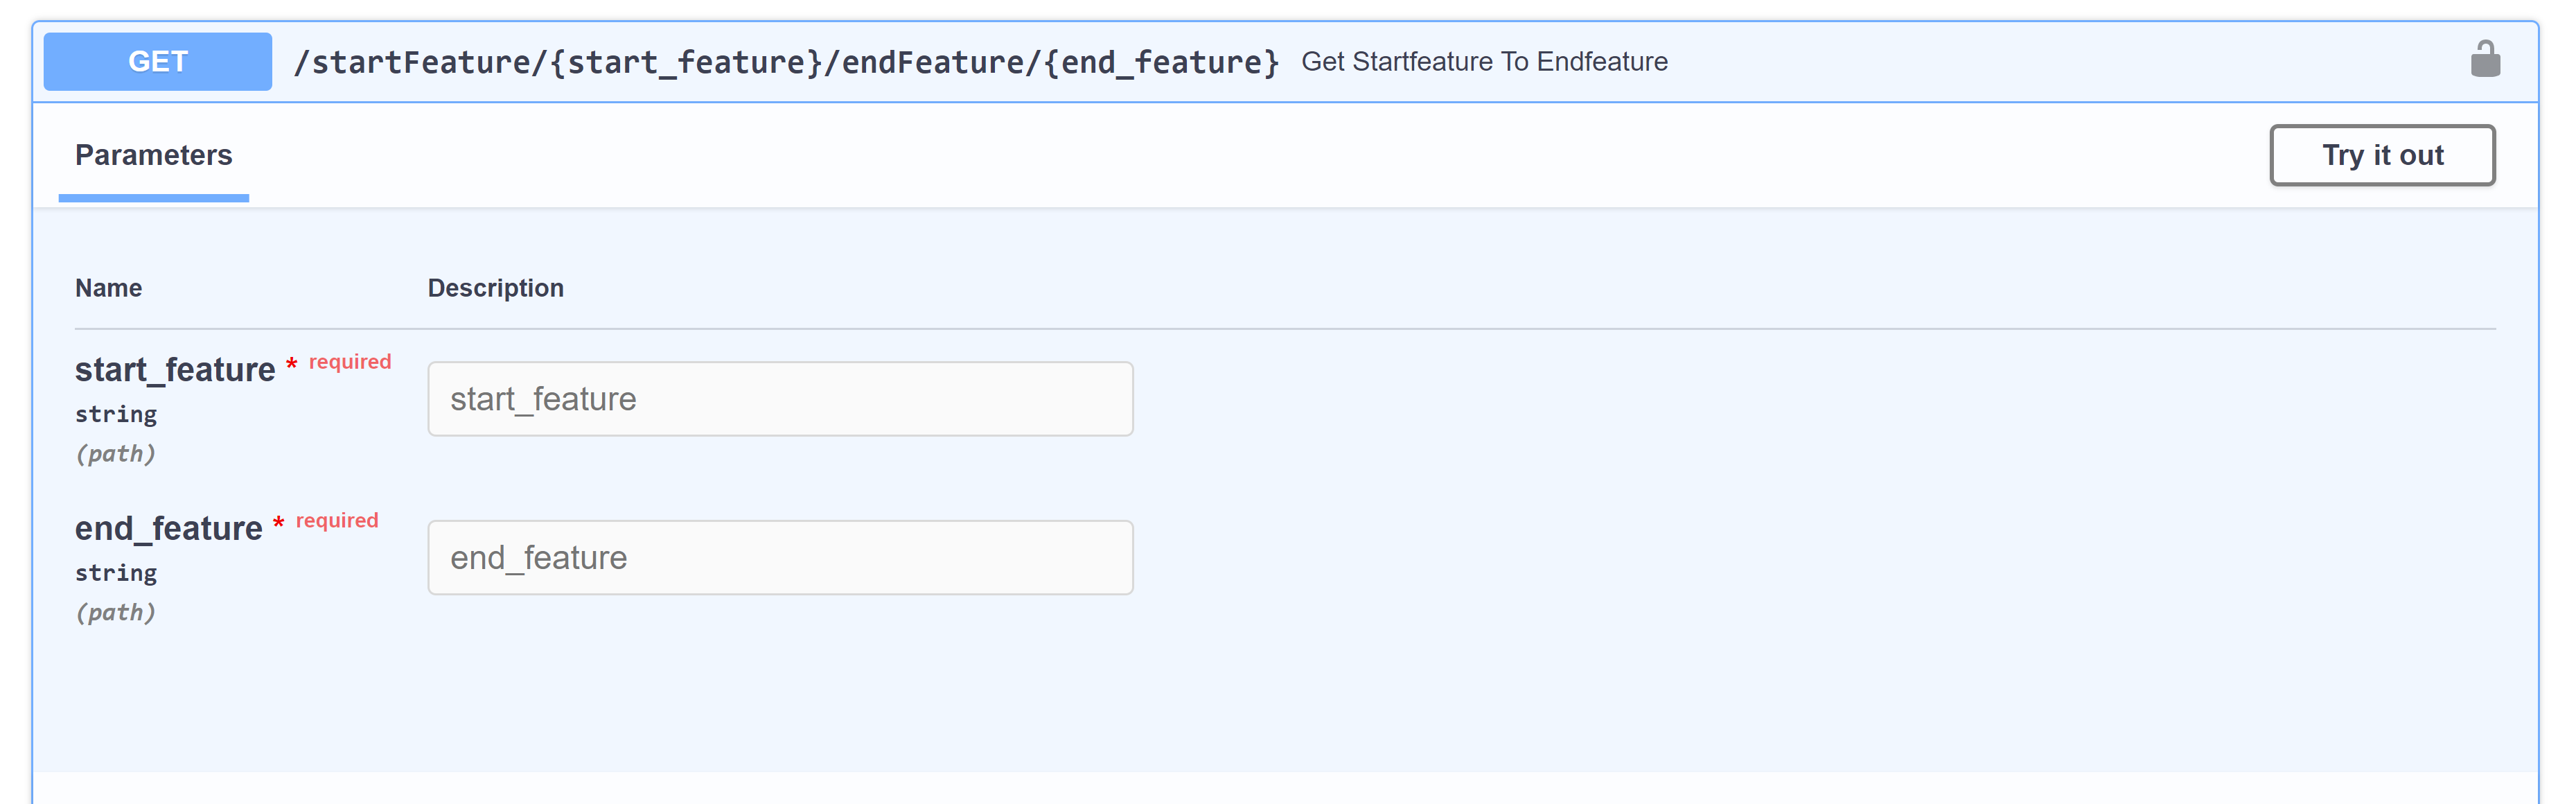 GET /startFeature/{start_feature}/endFeature/{end_feature} Get Startfeature To Endfeature
Parameters Try it out
Name Description
start_feature * required
start_feature
string
(path)
end_feature * required
end_feature
string
(path)